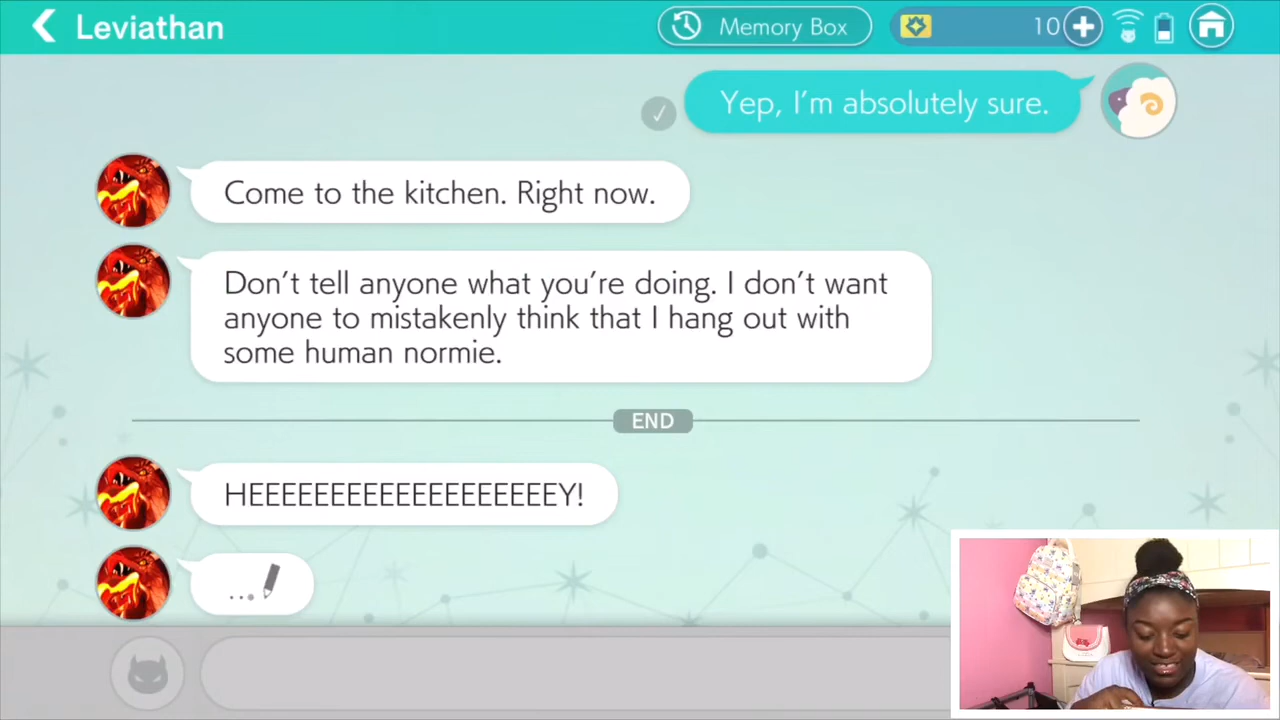 Leviathan
Memory Box
10
Yep, I'm absolutely sure.
Come to the kitchen. Right now.
Don't tell anyone what you're doing. I don't want
anyone to mistakenly think that I hang out with
some human normie.
END
HEEEEEEEEEEEEEEEEEEEY!
...